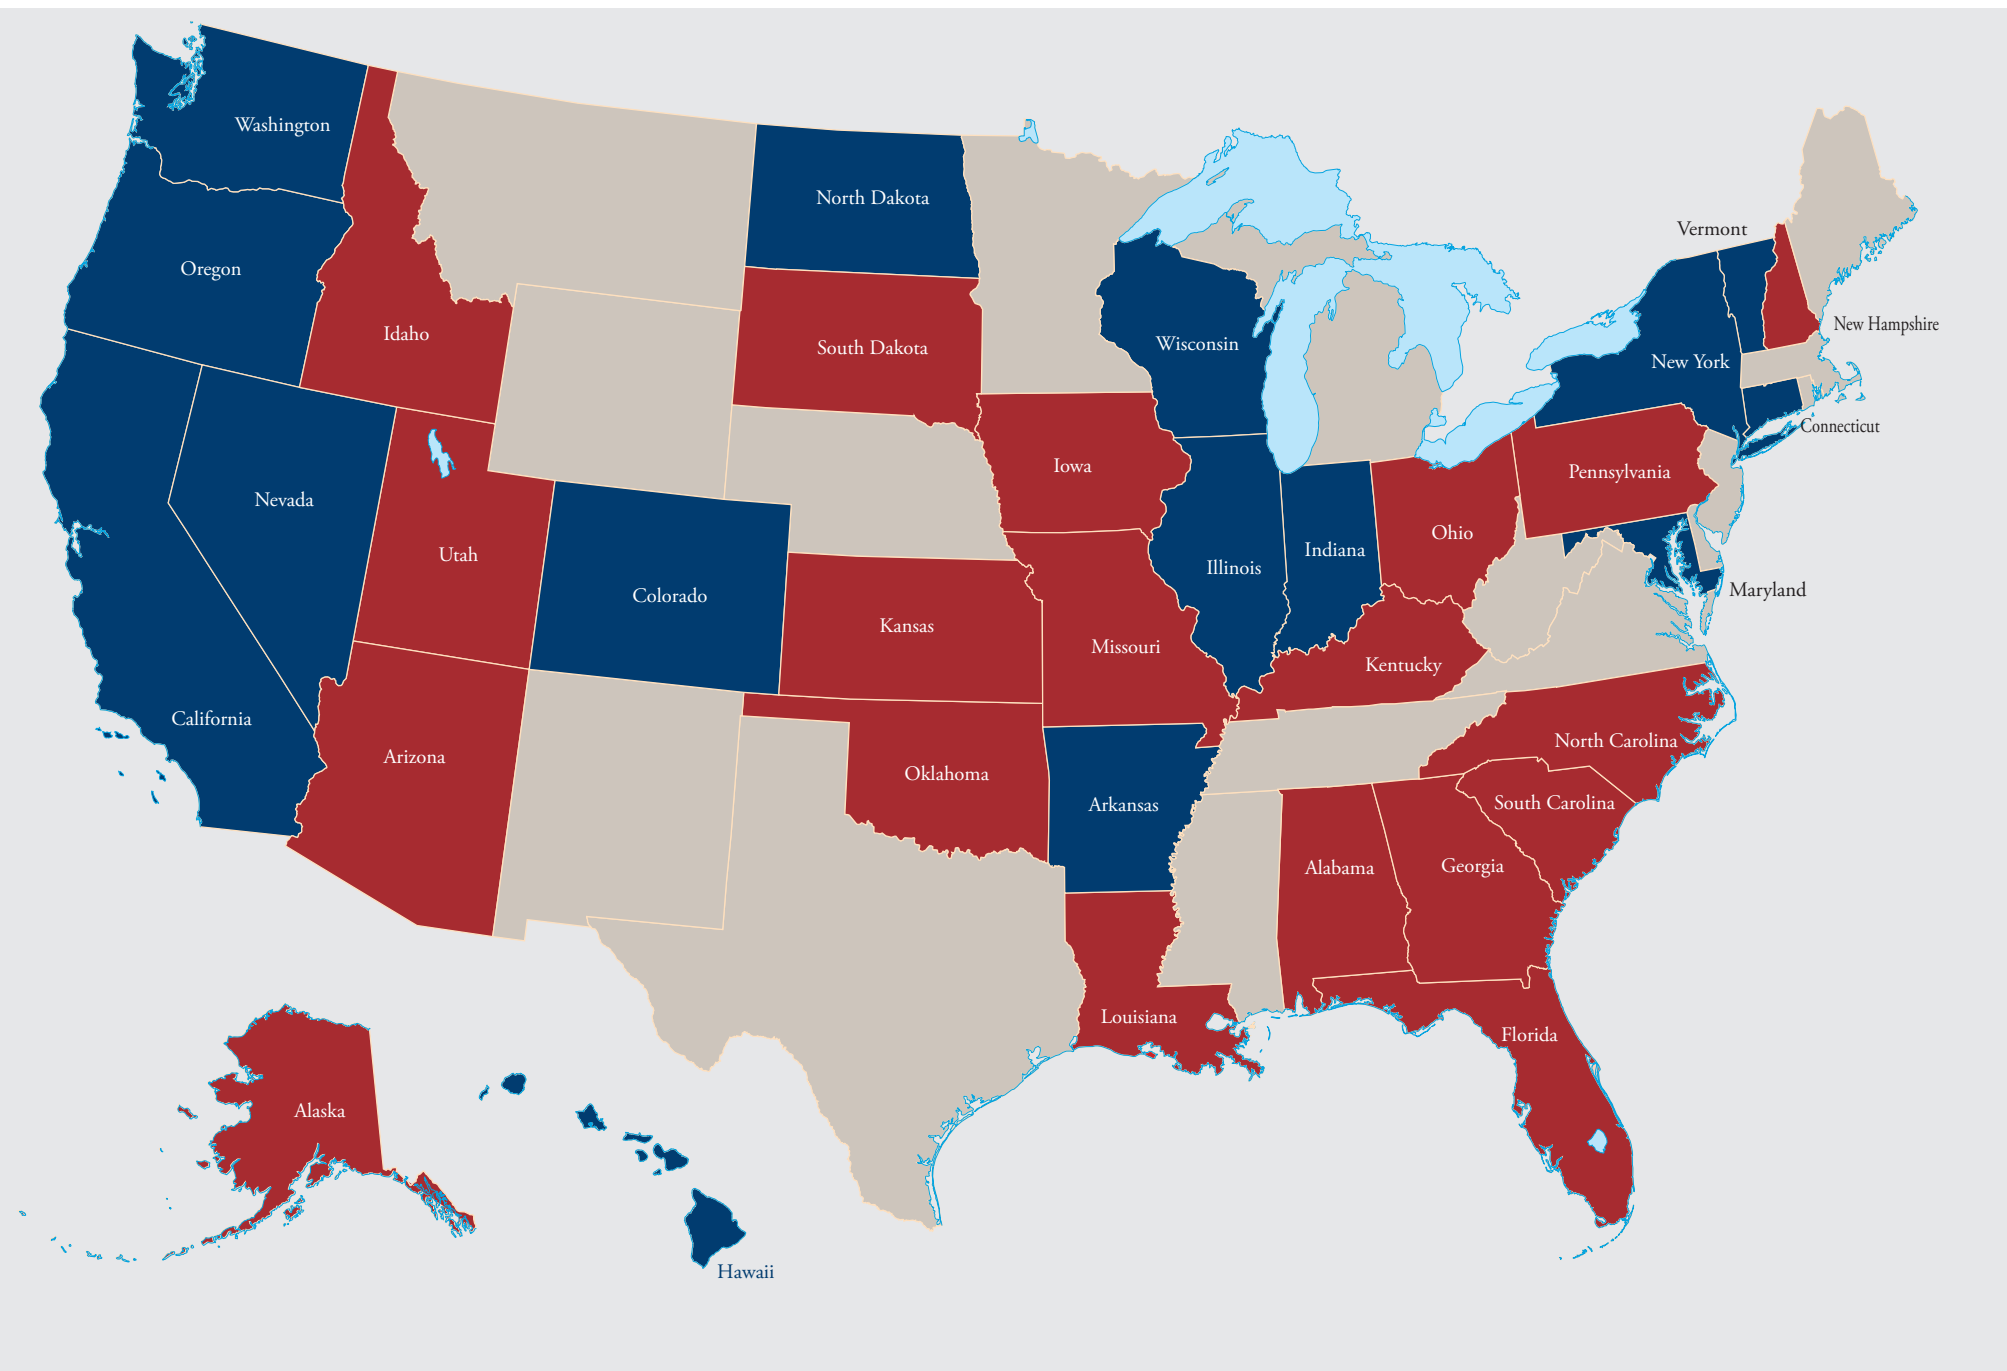 Washington
North Dakota
Vermont
Oregon
New Hampshire
Idaho
South Dakota
Wisconsin
New York
Connecticut
Iowa
Pennsylvania
Nevada
Ohio
Utah
Indiana
Illinois
Colorado
Maryland
Kansas
Missouri
Kentucky
California
North Carolina
Arizona
Oklahoma
Arkansas
South Carolina
Alabama
Georgia
Louisiana
Florida
Alaska
Hawaii